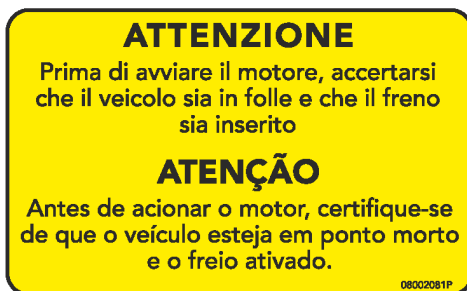 ATTENZIONE
Prima di avviare il motore, accertarsi
che il veicolo sia in folle e che il freno
sia inserito
ATENÇÃO
Antes de acionar o motor, certifique-se
de que o veículo esteja em ponto morto
e o freio ativado.
08002081P